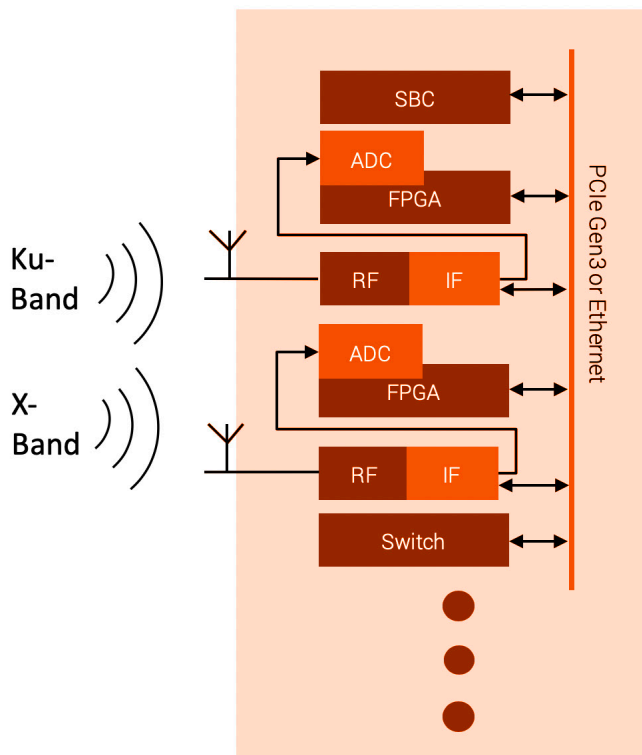 SBC
ADC
FPGA
Ku-
Band
RF
IF
ADC
FPGA
X-
Band
RF
IF
Switch
PCIe Gen3 or Ethernet